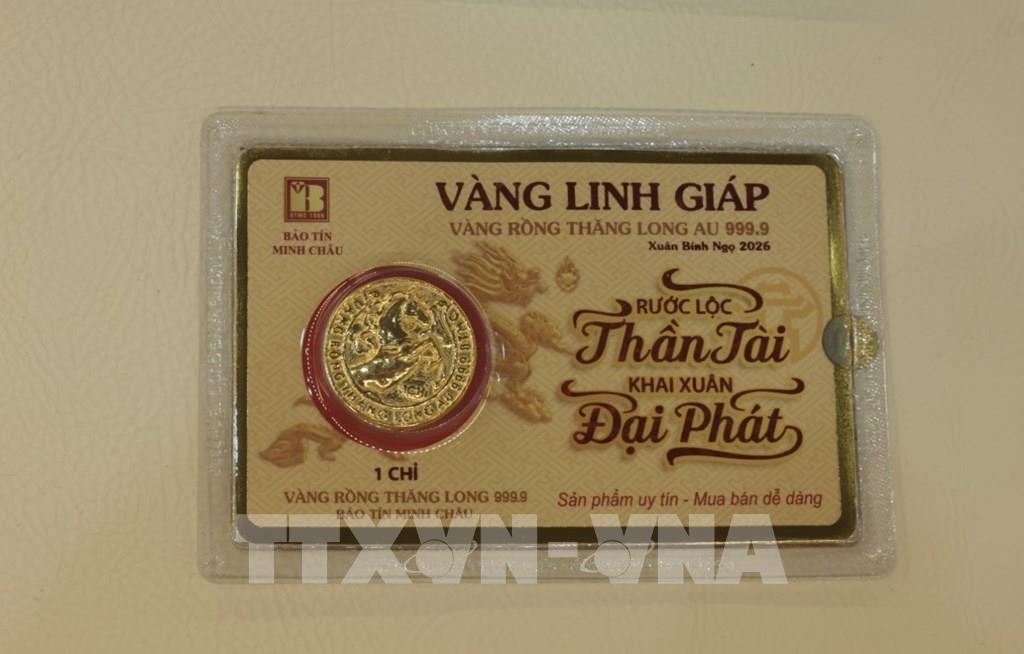 VÀNG LINH GIÁP
VÀNG RỒNG THĂNG LONG AU 999.9
Xuân Bính Ngọ 2026
BTMC 1989
BẢO TÍN
MINH CHÂU
RƯỚC LỘC
Thần Tài
KHAI XUÂN
Đại Phát
1 CHỈ
VÀNG RỒNG THĂNG LONG 999.9
BẢO TÍN MINH CHÂU
Sản phẩm uy tín - Mua bán dễ dàng
TTXVN-VNA